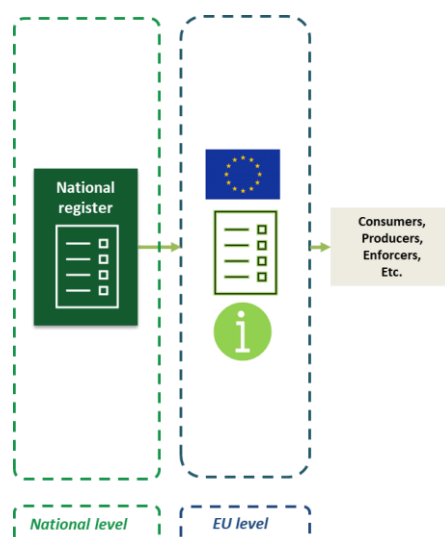 National
register
Consumers,
Producers,
Enforcers,
Etc.
National level
EU level